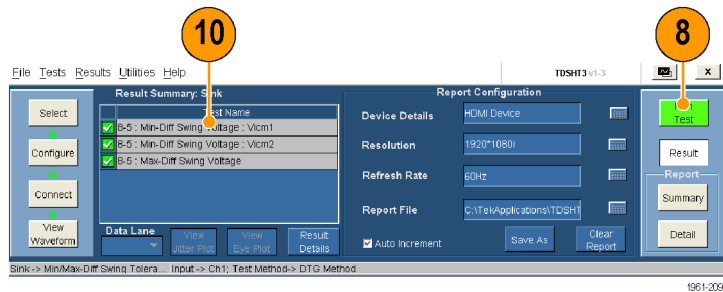 10
8
File Tests Results Utilities Help
TDSHT3 v1-3
x
Result Summary: Sink
Report Configuration
Select
Configure
Connect
View
Waveform
Test Name
8-5 : Min-Diff Swing Voltage : Vicm1
8-5 : Min-Diff Swing Voltage : Vicm2
8-5 : Max-Diff Swing Voltage
Data Lane
View
Jitter Plot
View
Eye Plot
Result
Details
Device Details
HDMI Device
Resolution
1920*1080i
Refresh Rate
60Hz
Report File
C:\TekApplications\TDSHT
Auto Increment
Save As
Clear
Report
Test
Result
Report
Summary
Detail
Sink -> Min/Max-Diff Swing Tolera... Input -> Ch1; Test Method-> DTG Method
1961-209